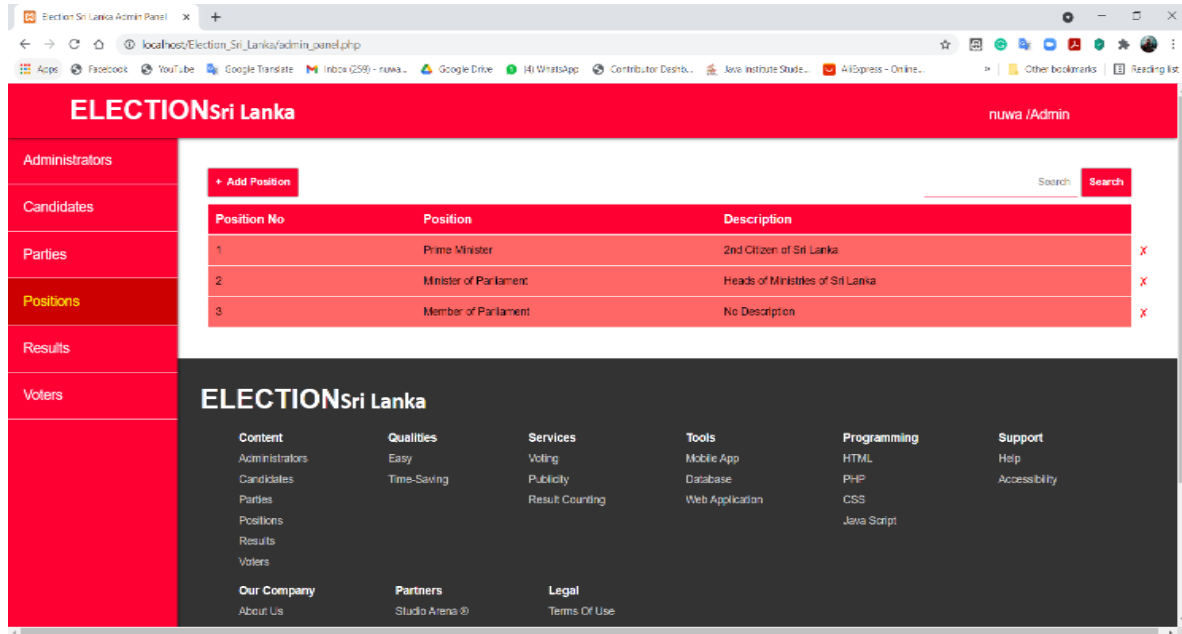 Election Sri Lanka Admin Panel
localhost/Election_Sri_Lanka/admin_panel.php
Apps Facebook YouTube Google Translate Inbox (259) - nuwa... Google Drive (4) WhatsApp Contributor Dashb... Java Institute Stude... AliExpress - Online... » Other bookmarks Reading list
ELECTIONSri Lanka
nuwa /Admin
Administrators
Candidates
Parties
Positions
Results
Voters
+ Add Position
Search Search
Position No Position Description
1 Prime Minister 2nd Citizen of Sri Lanka X
2 Minister of Parliament Heads of Ministries of Sri Lanka X
3 Member of Parliament No Description X
ELECTIONSri Lanka
Content Qualities Services Tools Programming Support
Administrators Easy Voting Mobile App HTML Help
Candidates Time-Saving Publicity Database PHP Accessibility
Parties Result Counting Web Application CSS
Positions Java Script
Results
Voters
Our Company Partners Legal
About Us Studio Arena ® Terms Of Use